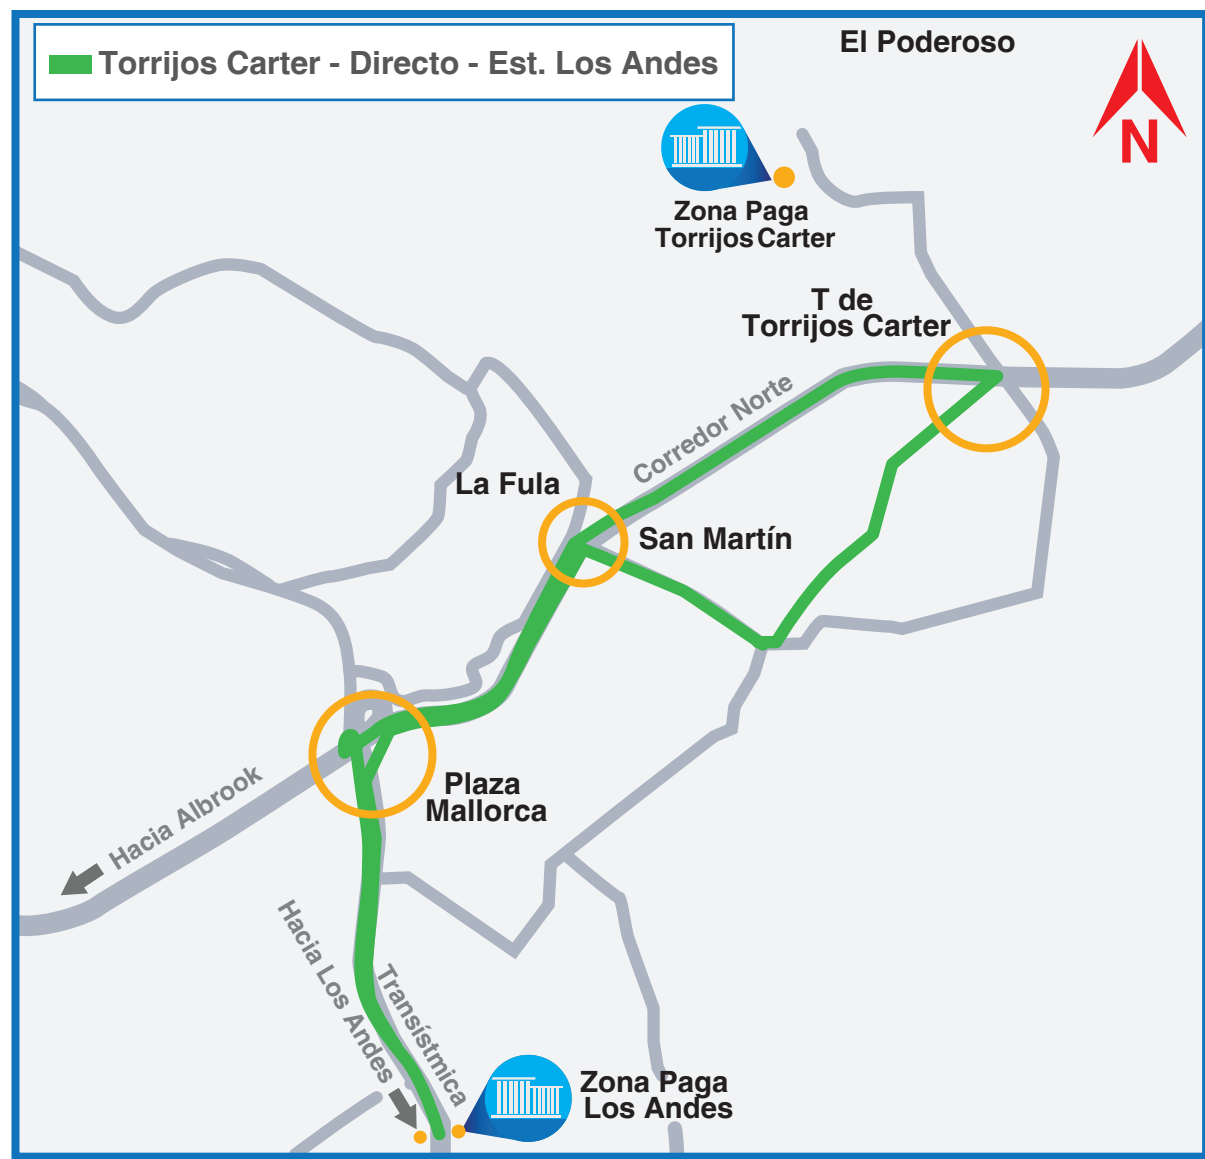 Torrijos Carter - Directo - Est. Los Andes
El Poderoso
N
Zona Paga
Torrijos Carter
T de
Torrijos Carter
Corredor Norte
La Fula
San Martín
Plaza
Mallorca
Hacia Albrook
Hacia Los Andes
Transístmica
Zona Paga
Los Andes